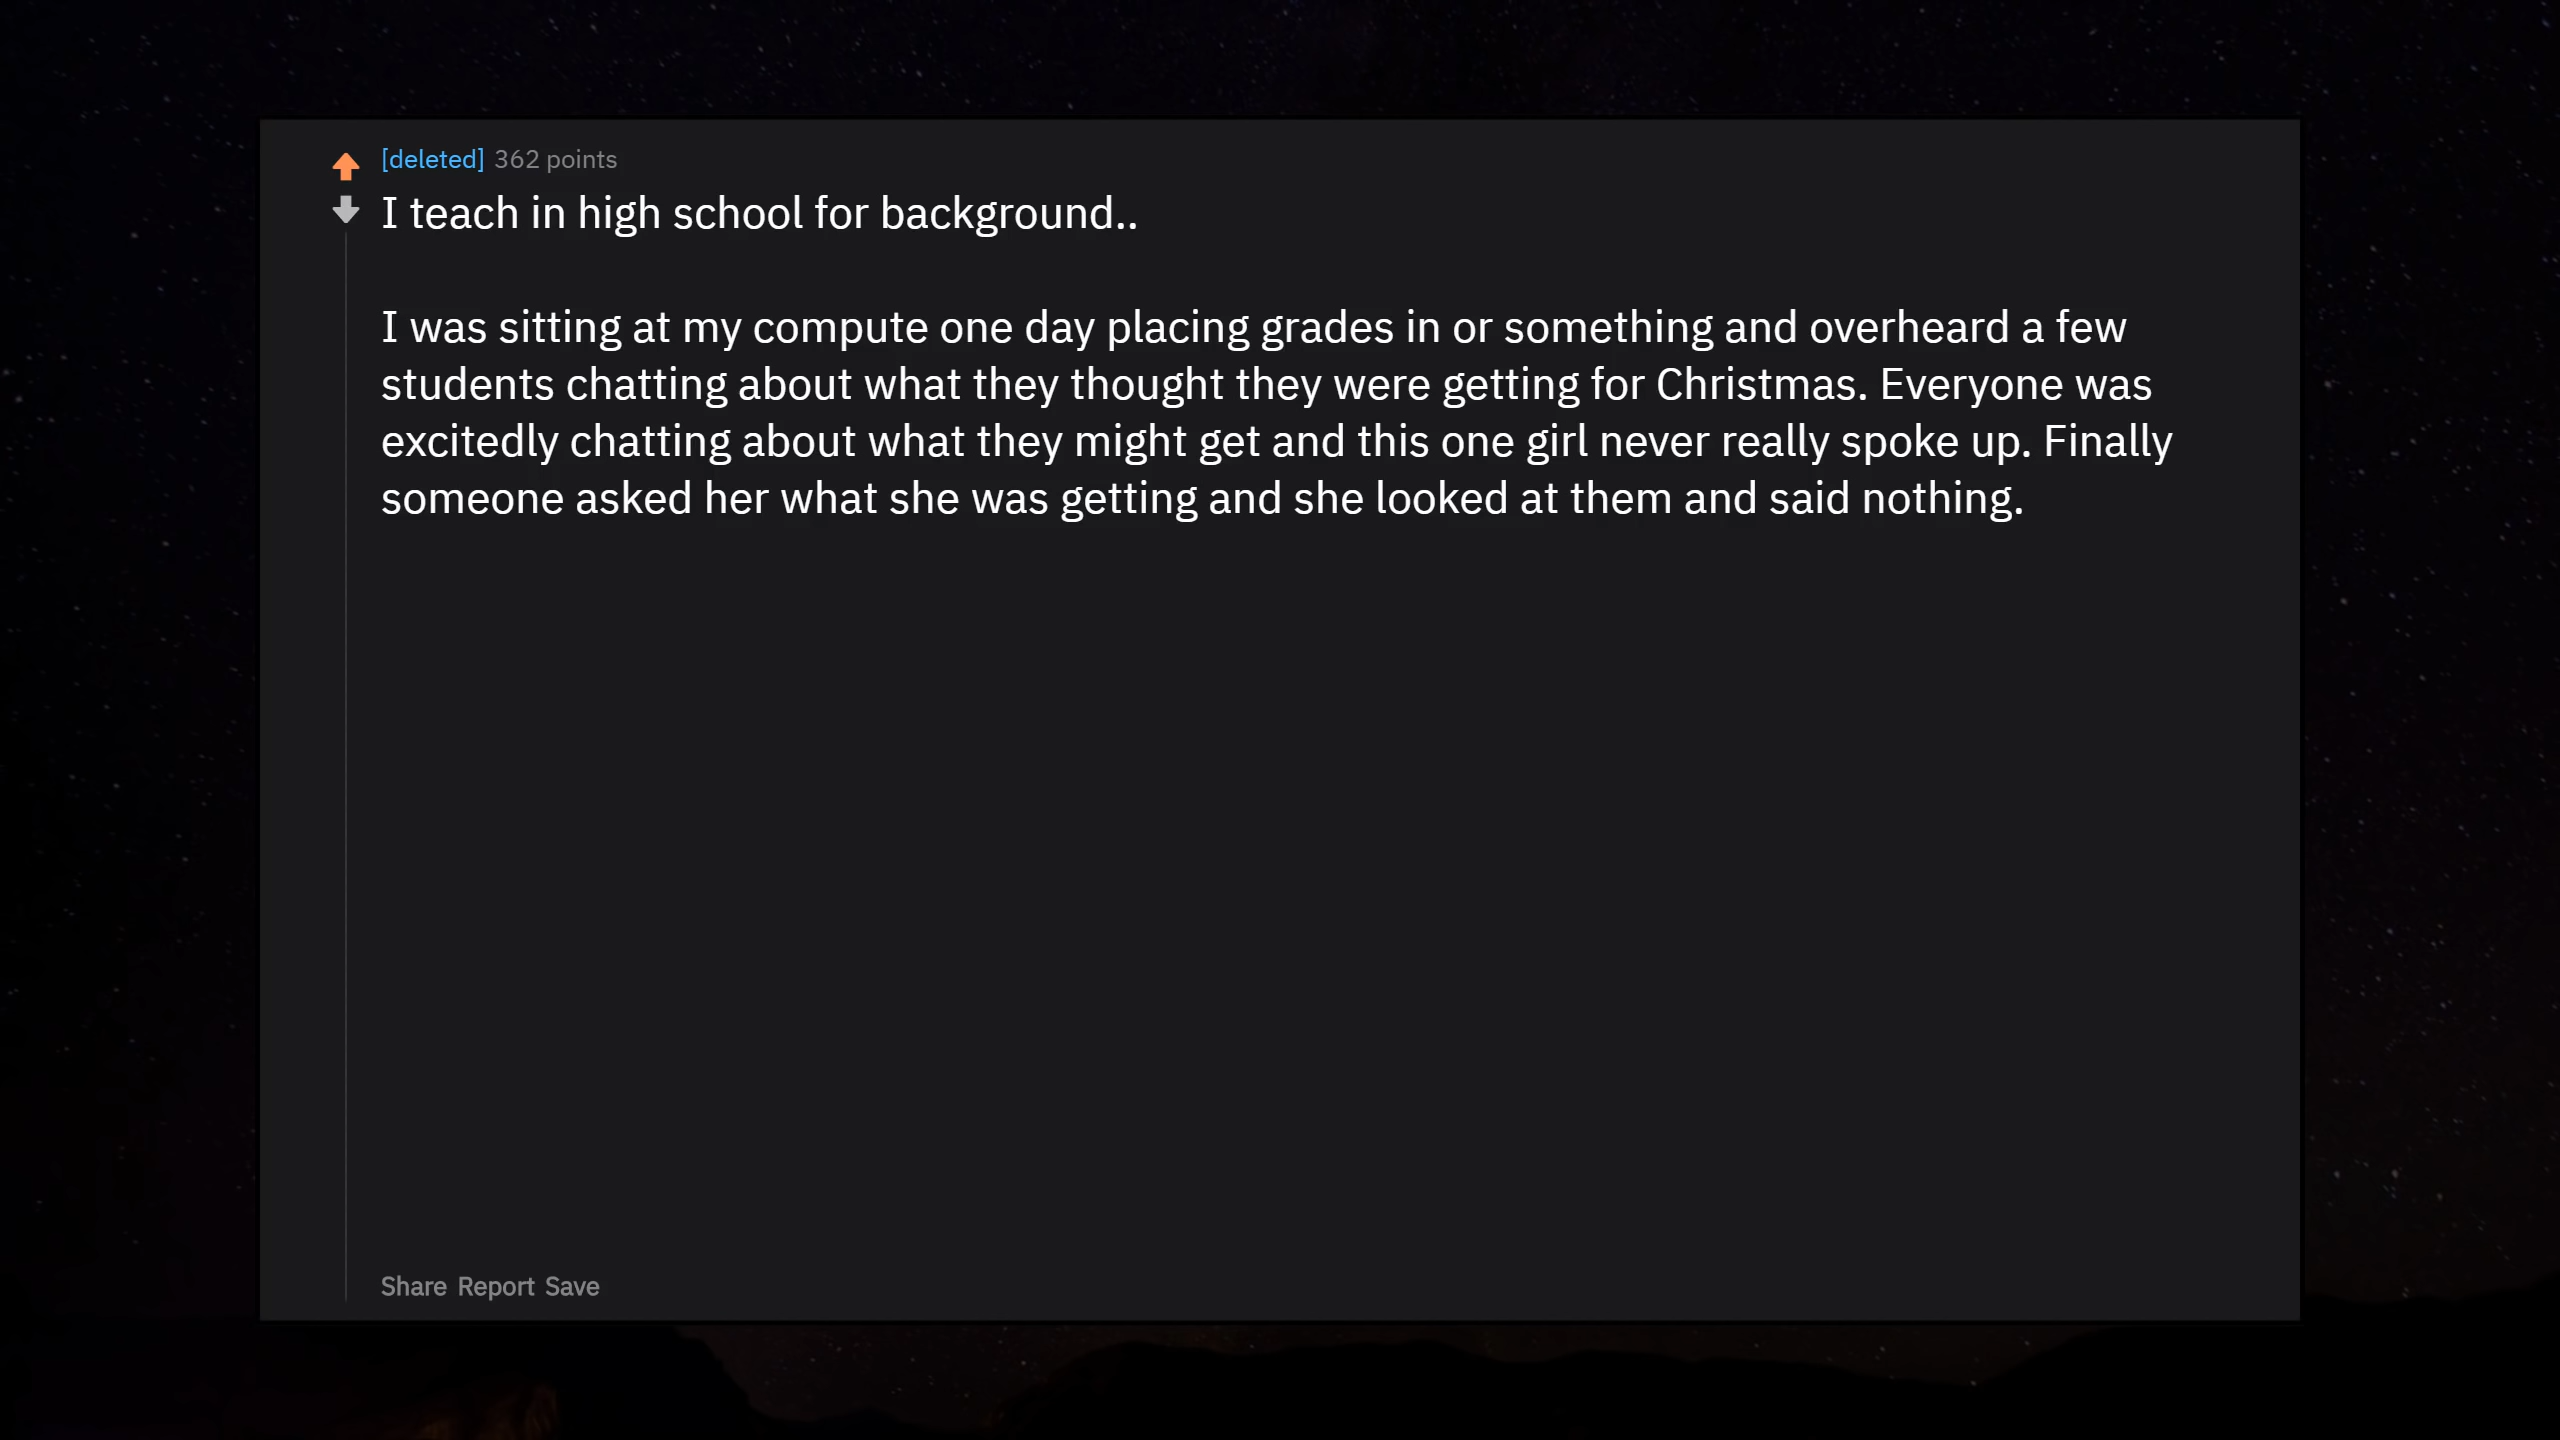 [deleted] 362 points
I teach in high school for background..
I was sitting at my compute one day placing grades in or something and overheard a few
students chatting about what they thought they were getting for Christmas. Everyone was
excitedly chatting about what they might get and this one girl never really spoke up. Finally
someone asked her what she was getting and she looked at them and said nothing.
Share Report Save